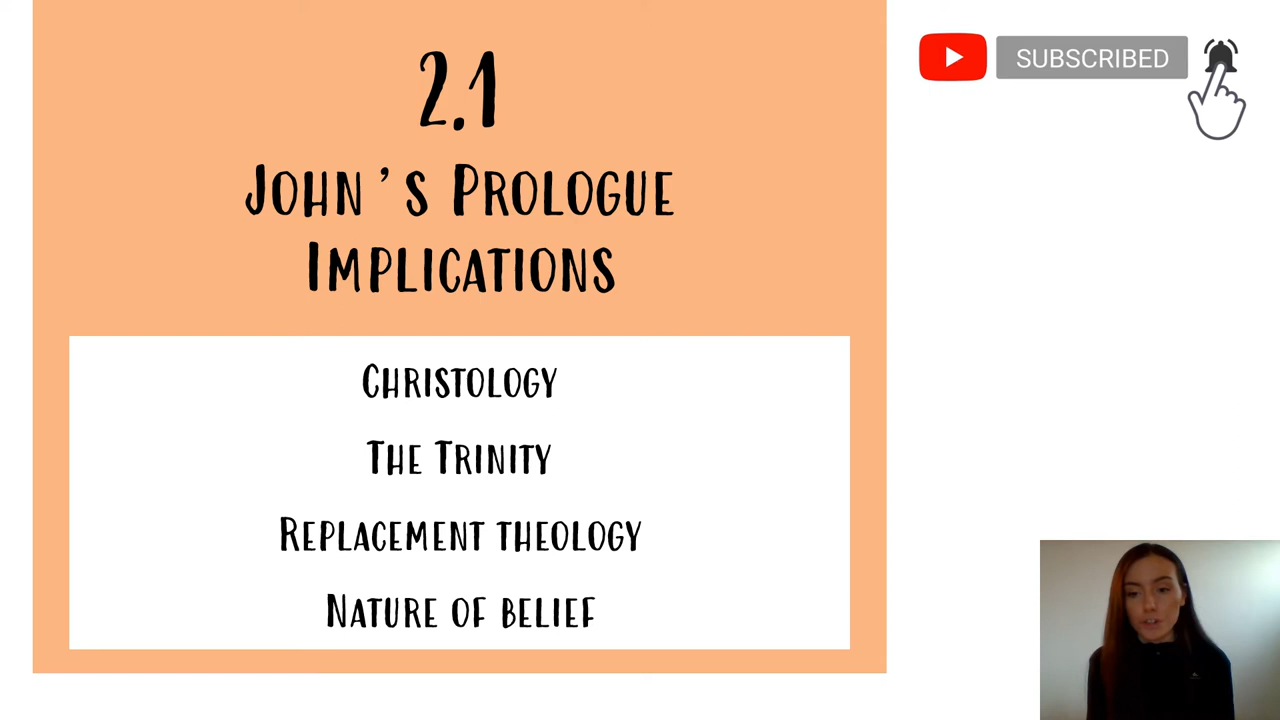 2.1
John's Prologue
Implications
Christology
The Trinity
Replacement theology
Nature of belief
SUBSCRIBED